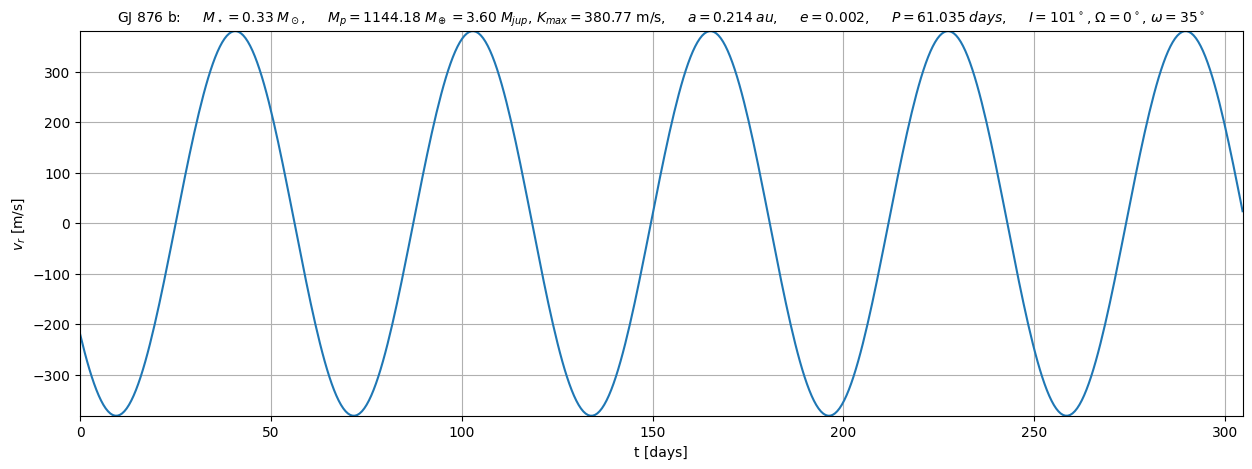 GJ 876 b: M⋆ = 0.33 M⊙, Mp = 1144.18 M⊕ = 3.60 Mjup, Kmax = 380.77 m/s, a = 0.214 au, e = 0.002, P = 61.035 days, I = 101°, Ω = 0°, ω = 35°
300
200
100
0
−100
−200
−300
vr [m/s]
0 50 100 150 200 250 300
t [days]